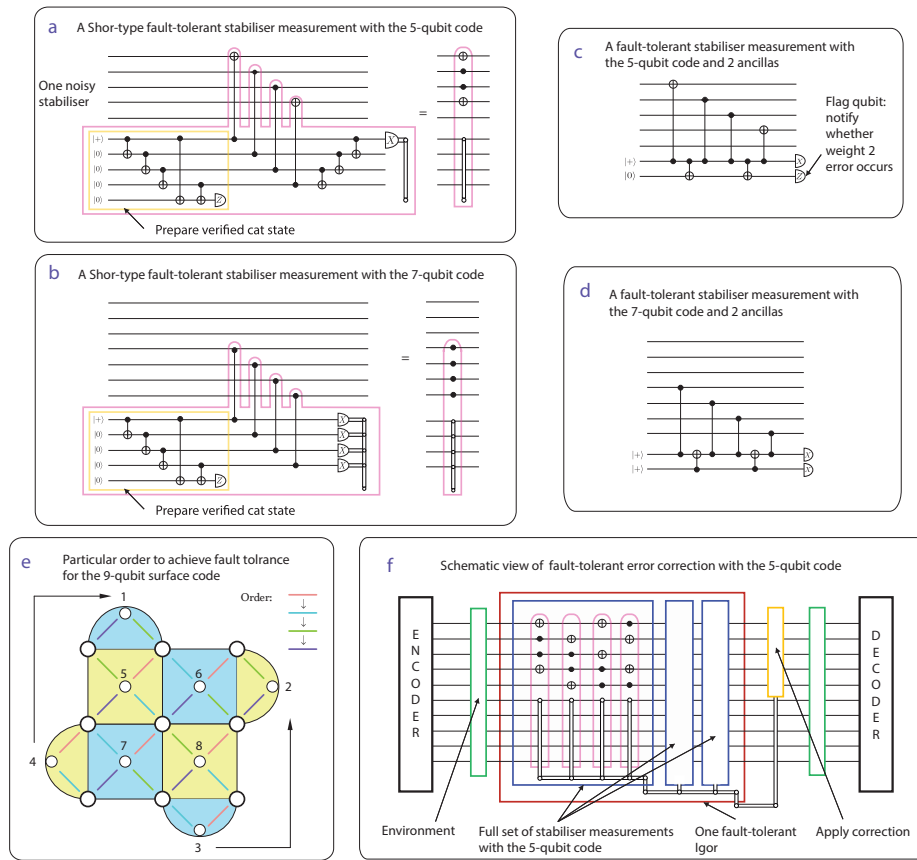 a A Shor-type fault-tolerant stabiliser measurement with the 5-qubit code
One noisy
stabiliser
=
|+⟩
|0⟩
|0⟩
|0⟩
|0⟩
X
Z
Prepare verified cat state
b A Shor-type fault-tolerant stabiliser measurement with the 7-qubit code
=
|+⟩
|0⟩
|0⟩
|0⟩
|0⟩
X
X
X
X
Z
Prepare verified cat state
c A fault-tolerant stabiliser measurement with
the 5-qubit code and 2 ancillas
Flag qubit:
notify
whether
weight 2
error occurs
|+⟩
|0⟩
X
Z
d A fault-tolerant stabiliser measurement with
the 7-qubit code and 2 ancillas
|+⟩
|+⟩
X
X
e Particular order to achieve fault tolrance
for the 9-qubit surface code
Order:
↓
↓
↓
1
5
6
2
4
7
8
3
f Schematic view of fault-tolerant error correction with the 5-qubit code
ENCODER
DECODER
Environment
Full set of stabiliser measurements
with the 5-qubit code
One fault-tolerant
Igor
Apply correction